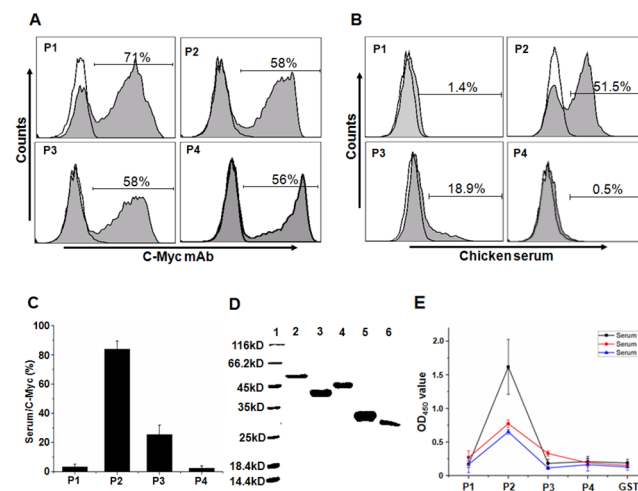 A
B
P1
71%
P2
58%
P1
1.4%
P2
51.5%
Counts
Counts
P3
58%
P4
56%
P3
18.9%
P4
0.5%
C-Myc mAb
Chicken serum
C
D
E
1 2 3 4 5 6
Serum/C-Myc (%)
100
80
60
40
20
0
P1 P2 P3 P4
116kD
66.2kD
45kD
35kD
25kD
18.4kD
14.4kD
OD450 value
2.0
1.5
1.0
0.5
0.0
Serum
Serum
Serum
P1 P2 P3 P4 GST